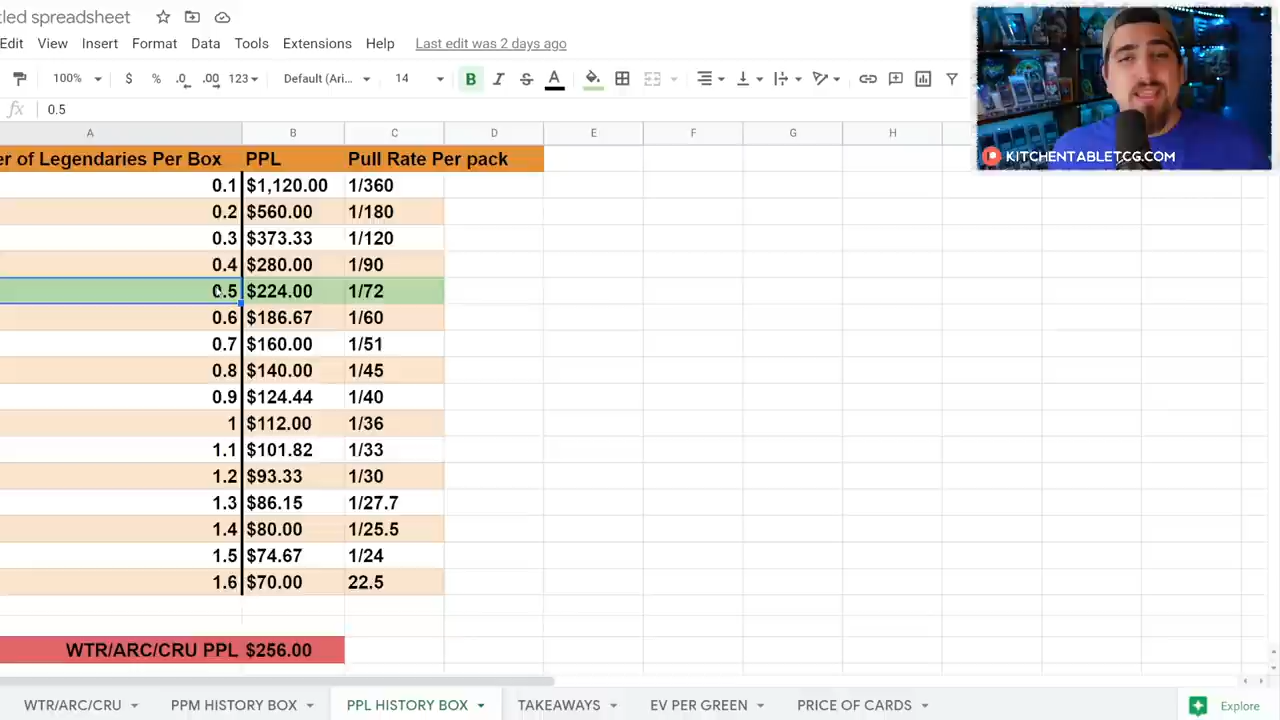 tled spreadsheet
Edit View Insert Format Data Tools Extensions Help Last edit was 2 days ago
100% $ % .0 .00 123 Default (Ari... 14 B I S A
fx 0.5
A B C D E F G H
er of Legendaries Per Box PPL Pull Rate Per pack
0.1 $1,120.00 1/360
0.2 $560.00 1/180
0.3 $373.33 1/120
0.4 $280.00 1/90
0.5 $224.00 1/72
0.6 $186.67 1/60
0.7 $160.00 1/51
0.8 $140.00 1/45
0.9 $124.44 1/40
1 $112.00 1/36
1.1 $101.82 1/33
1.2 $93.33 1/30
1.3 $86.15 1/27.7
1.4 $80.00 1/25.5
1.5 $74.67 1/24
1.6 $70.00 22.5
WTR/ARC/CRU PPL $256.00
WTR/ARC/CRU PPM HISTORY BOX PPL HISTORY BOX TAKEAWAYS EV PER GREEN PRICE OF CARDS Explore
KITCHENTABLETCG.COM